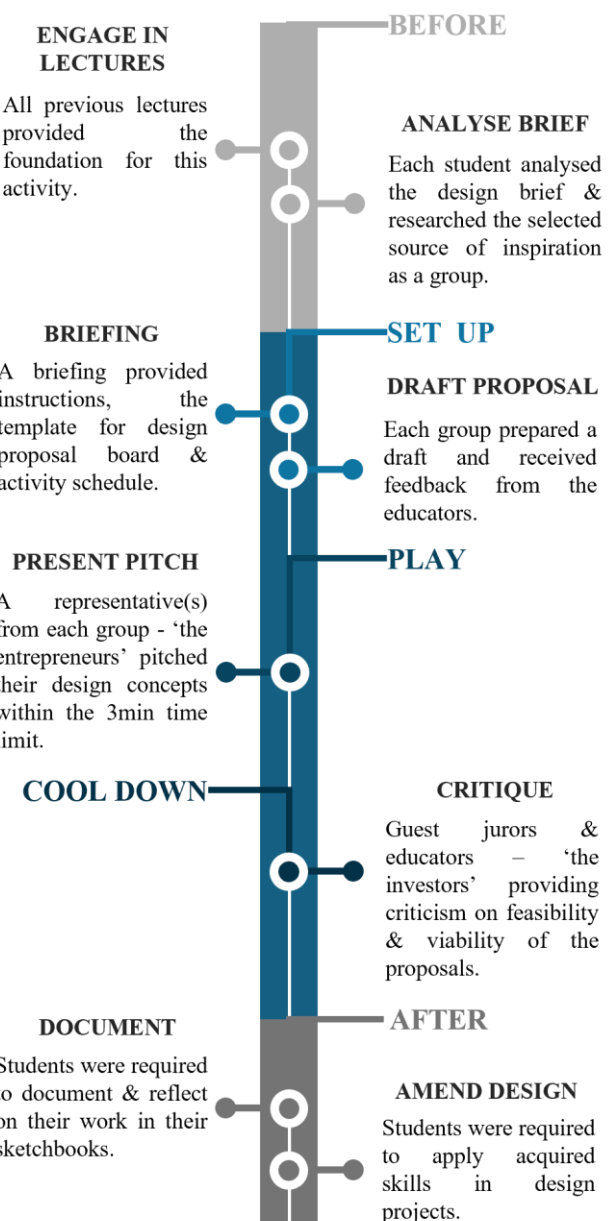 BEFORE
ENGAGE IN
LECTURES
All previous lectures
provided the
foundation for this
activity.
ANALYSE BRIEF
Each student analysed
the design brief &
researched the selected
source of inspiration
as a group.
SET UP
BRIEFING
A briefing provided
instructions, the
template for design
proposal board &
activity schedule.
DRAFT PROPOSAL
Each group prepared a
draft and received
feedback from the
educators.
PLAY
PRESENT PITCH
A representative(s)
from each group - ‘the
entrepreneurs’ pitched
their design concepts
within the 3min time
limit.
COOL DOWN
CRITIQUE
Guest jurors &
educators – ‘the
investors’ providing
criticism on feasibility
& viability of the
proposals.
AFTER
DOCUMENT
Students were required
to document & reflect
on their work in their
sketchbooks.
AMEND DESIGN
Students were required
to apply acquired
skills in design
projects.